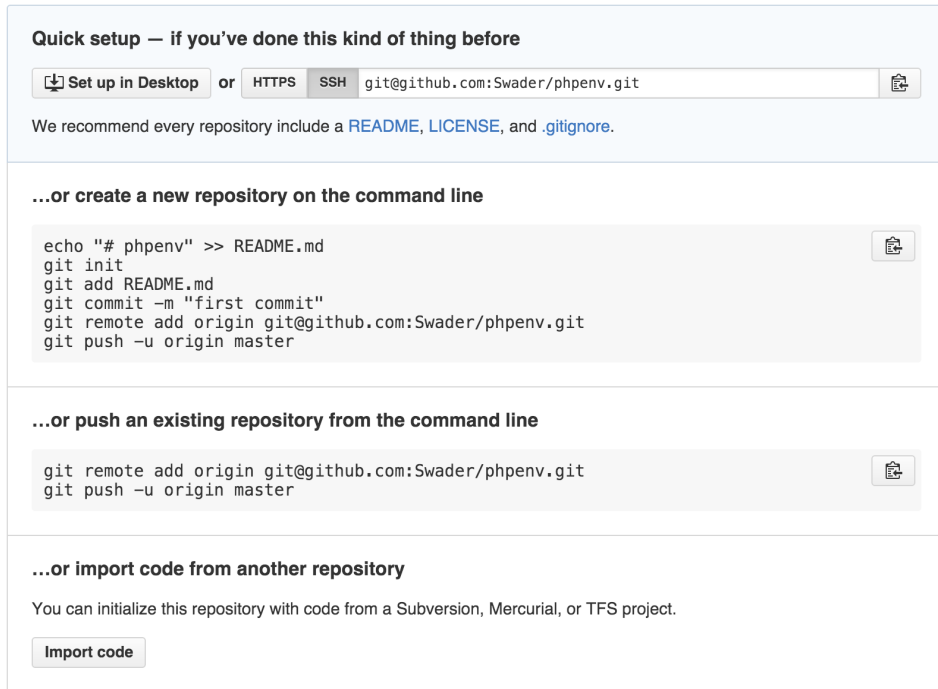 Quick setup — if you’ve done this kind of thing before
Set up in Desktop or HTTPS SSH git@github.com:Swader/phpenv.git
We recommend every repository include a README, LICENSE, and .gitignore.
…or create a new repository on the command line
echo "# phpenv" >> README.md
git init
git add README.md
git commit -m "first commit"
git remote add origin git@github.com:Swader/phpenv.git
git push -u origin master
…or push an existing repository from the command line
git remote add origin git@github.com:Swader/phpenv.git
git push -u origin master
…or import code from another repository
You can initialize this repository with code from a Subversion, Mercurial, or TFS project.
Import code